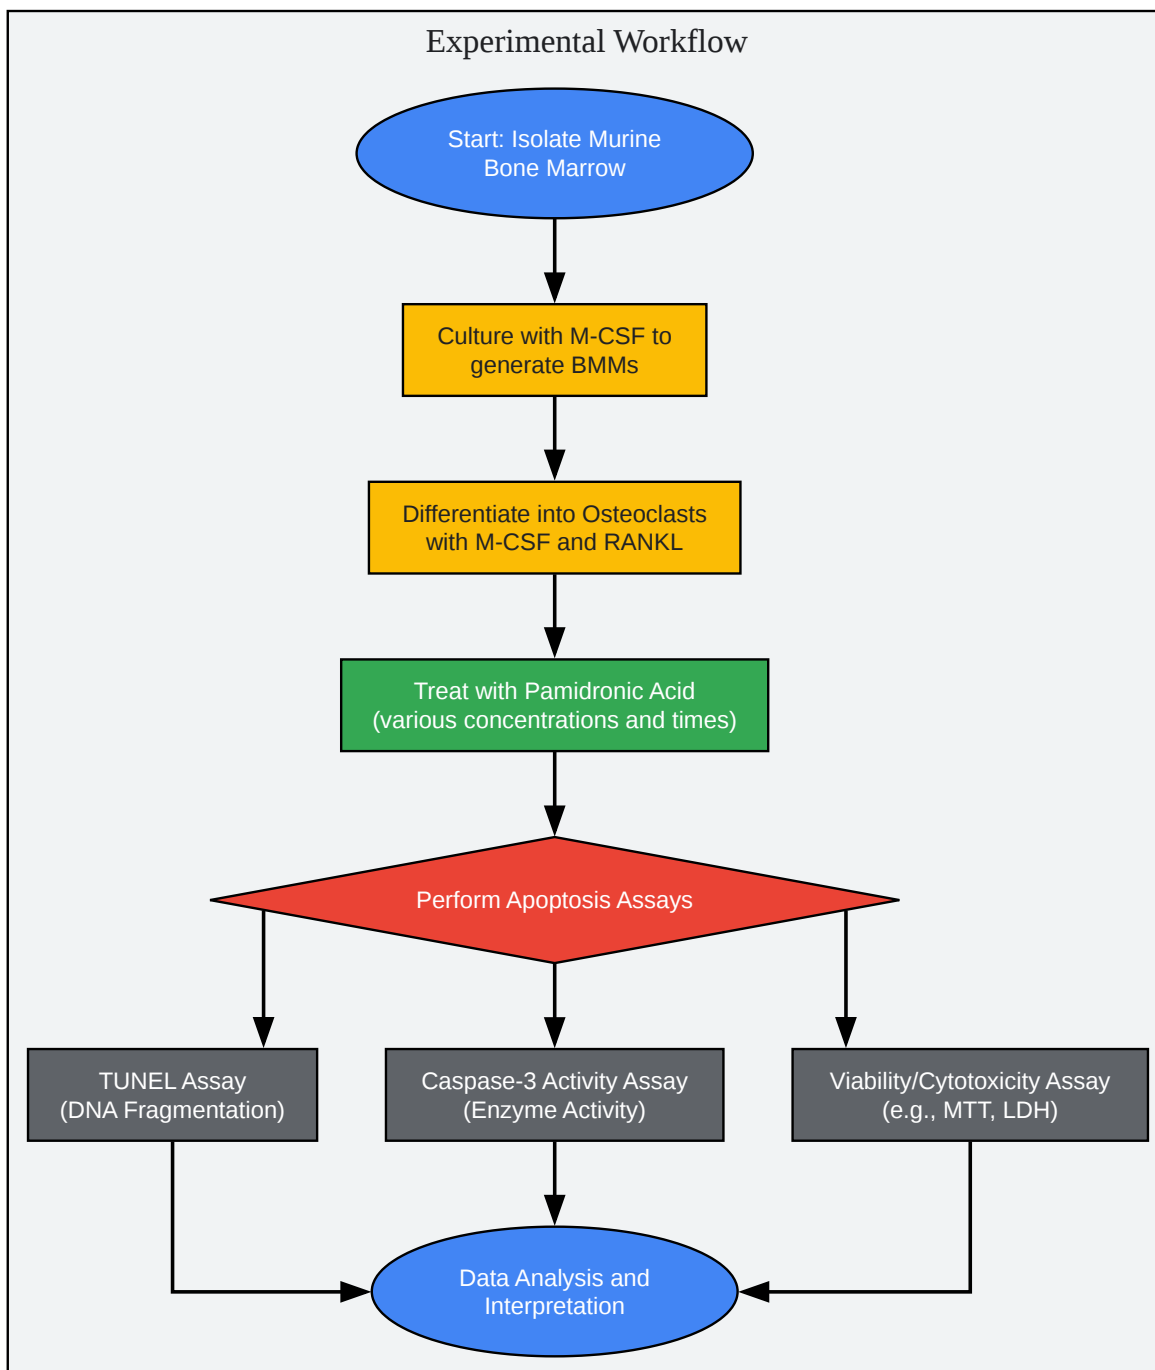 Experimental Workflow
Start: Isolate Murine
Bone Marrow
Culture with M-CSF to
generate BMMs
Differentiate into Osteoclasts
with M-CSF and RANKL
Treat with Pamidronic Acid
(various concentrations and times)
Perform Apoptosis Assays
TUNEL Assay
(DNA Fragmentation)
Caspase-3 Activity Assay
(Enzyme Activity)
Viability/Cytotoxicity Assay
(e.g., MTT, LDH)
Data Analysis and
Interpretation